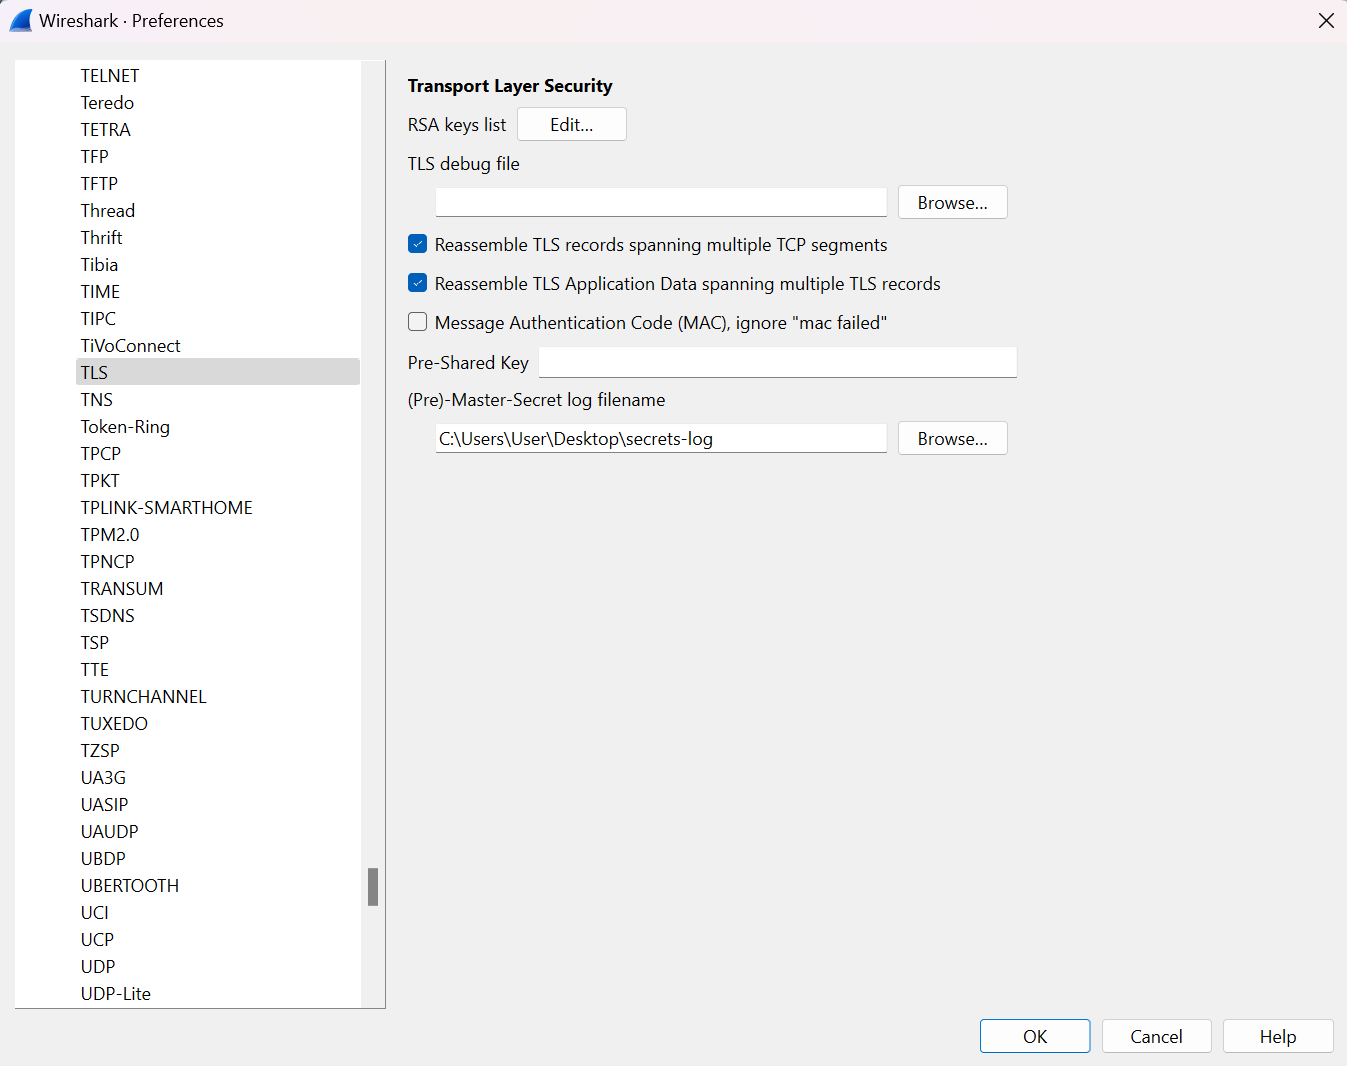 Wireshark · Preferences
TELNET
Teredo
TETRA
TFP
TFTP
Thread
Thrift
Tibia
TIME
TIPC
TiVoConnect
TLS
TNS
Token-Ring
TPCP
TPKT
TPLINK-SMARTHOME
TPM2.0
TPNCP
TRANSUM
TSDNS
TSP
TTE
TURNCHANNEL
TUXEDO
TZSP
UA3G
UASIP
UAUDP
UBDP
UBERTOOTH
UCI
UCP
UDP
UDP-Lite
Transport Layer Security
RSA keys list Edit...
TLS debug file
Browse...
Reassemble TLS records spanning multiple TCP segments
Reassemble TLS Application Data spanning multiple TLS records
Message Authentication Code (MAC), ignore "mac failed"
Pre-Shared Key
(Pre)-Master-Secret log filename
C:\Users\User\Desktop\secrets-log Browse...
OK Cancel Help